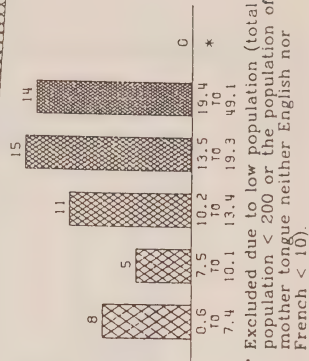 14
15
11
5
8
0
0.6 7.5 10.2 13.5 19.4 *
TO TO TO TO TO
7.4 10.1 13.4 19.3 49.1
* Excluded due to low population (total
population < 200 or the population of
mother tongue neither English nor
French < 10).